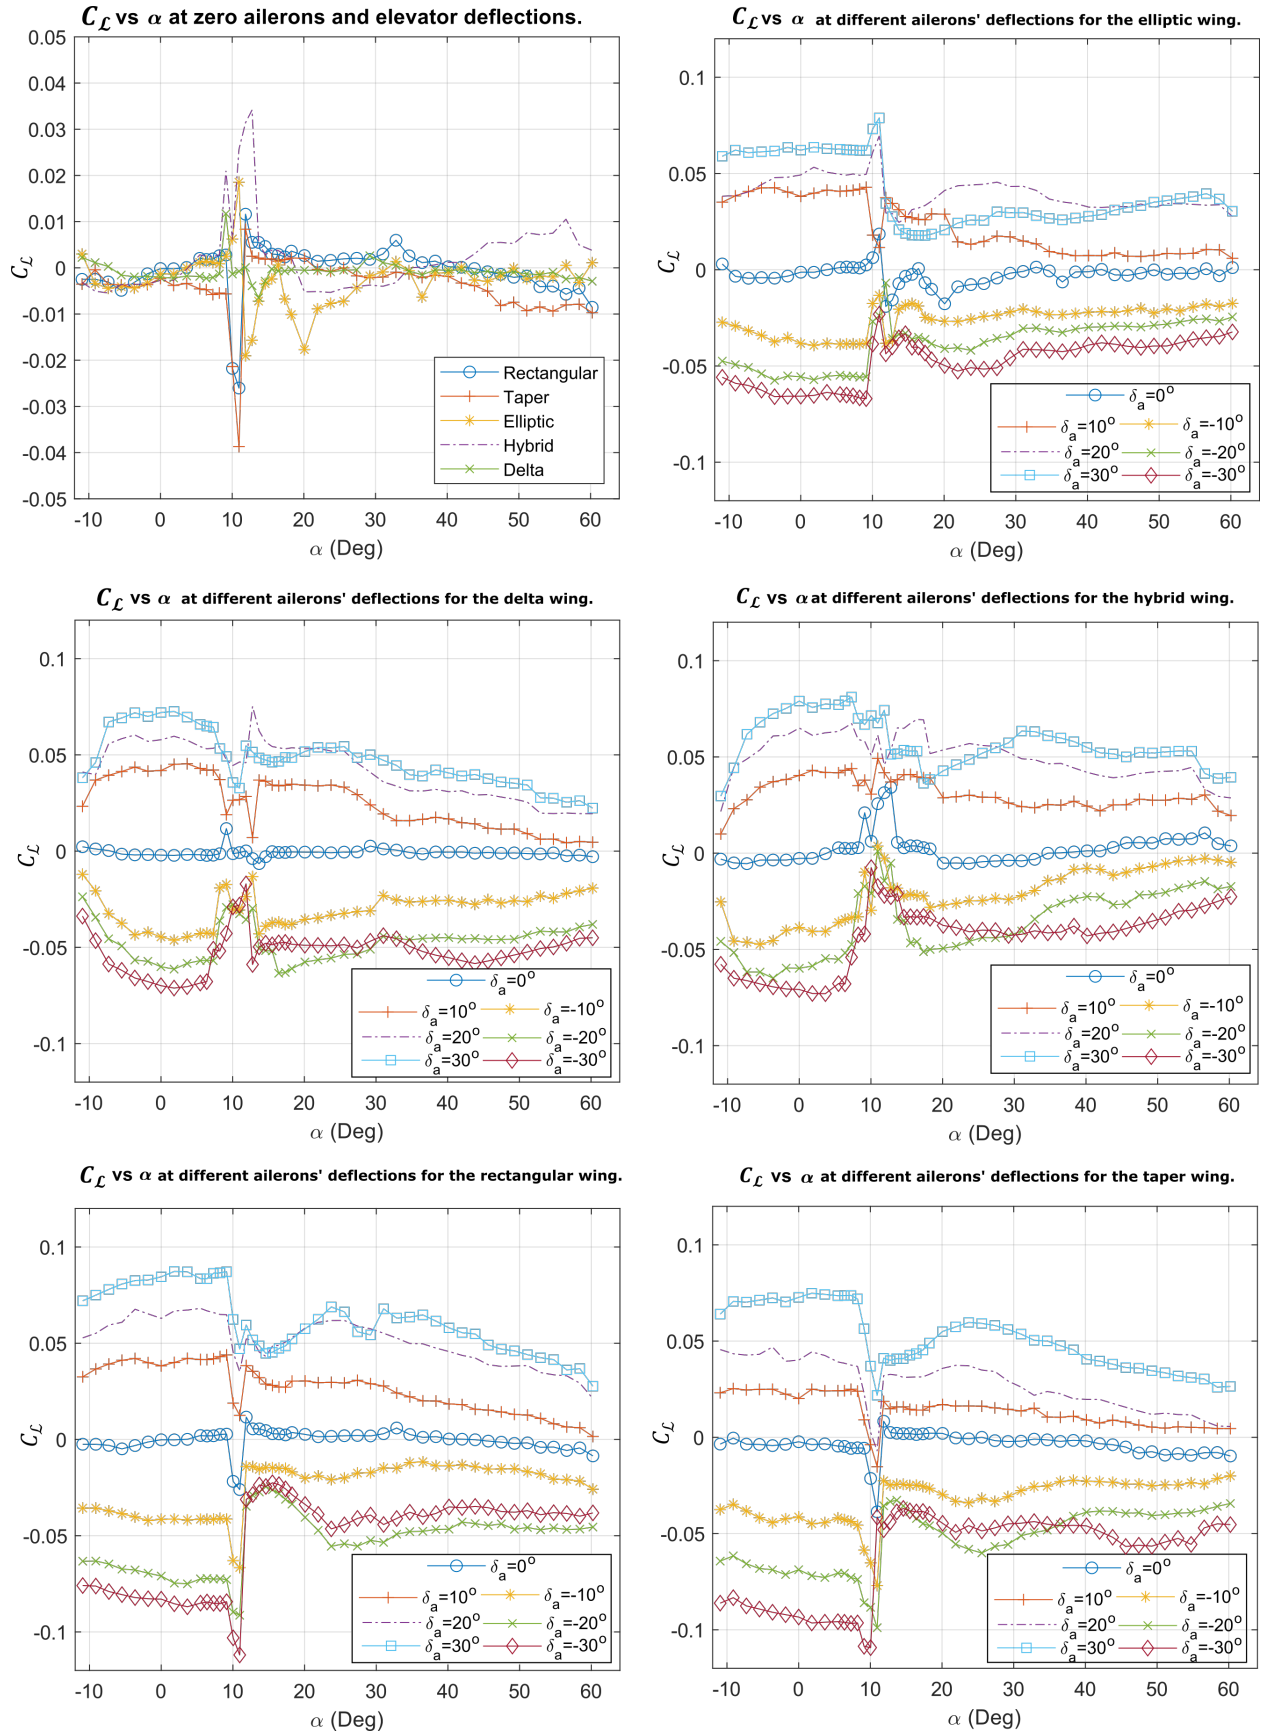 C𝓛 vs α at zero ailerons and elevator deflections.
0.05
0.04
0.03
0.02
0.01
0
-0.01
-0.02
-0.03
-0.04
-0.05
C𝓛
Rectangular
Taper
Elliptic
Hybrid
Delta
-10 0 10 20 30 40 50 60
α (Deg)
C𝓛 vs α at different ailerons' deflections for the elliptic wing.
0.1
0.05
0
-0.05
-0.1
C𝓛
δa=0°
δa=10° δa=-10°
δa=20° δa=-20°
δa=30° δa=-30°
-10 0 10 20 30 40 50 60
α (Deg)
C𝓛 vs α at different ailerons' deflections for the delta wing.
0.1
0.05
0
-0.05
-0.1
C𝓛
δa=0°
δa=10° δa=-10°
δa=20° δa=-20°
δa=30° δa=-30°
-10 0 10 20 30 40 50 60
α (Deg)
C𝓛 vs α at different ailerons' deflections for the hybrid wing.
0.1
0.05
0
-0.05
-0.1
C𝓛
δa=0°
δa=10° δa=-10°
δa=20° δa=-20°
δa=30° δa=-30°
-10 0 10 20 30 40 50 60
α (Deg)
C𝓛 vs α at different ailerons' deflections for the rectangular wing.
0.1
0.05
0
-0.05
-0.1
C𝓛
δa=0°
δa=10° δa=-10°
δa=20° δa=-20°
δa=30° δa=-30°
-10 0 10 20 30 40 50 60
α (Deg)
C𝓛 vs α at different ailerons' deflections for the taper wing.
0.1
0.05
0
-0.05
-0.1
C𝓛
δa=0°
δa=10° δa=-10°
δa=20° δa=-20°
δa=30° δa=-30°
-10 0 10 20 30 40 50 60
α (Deg)